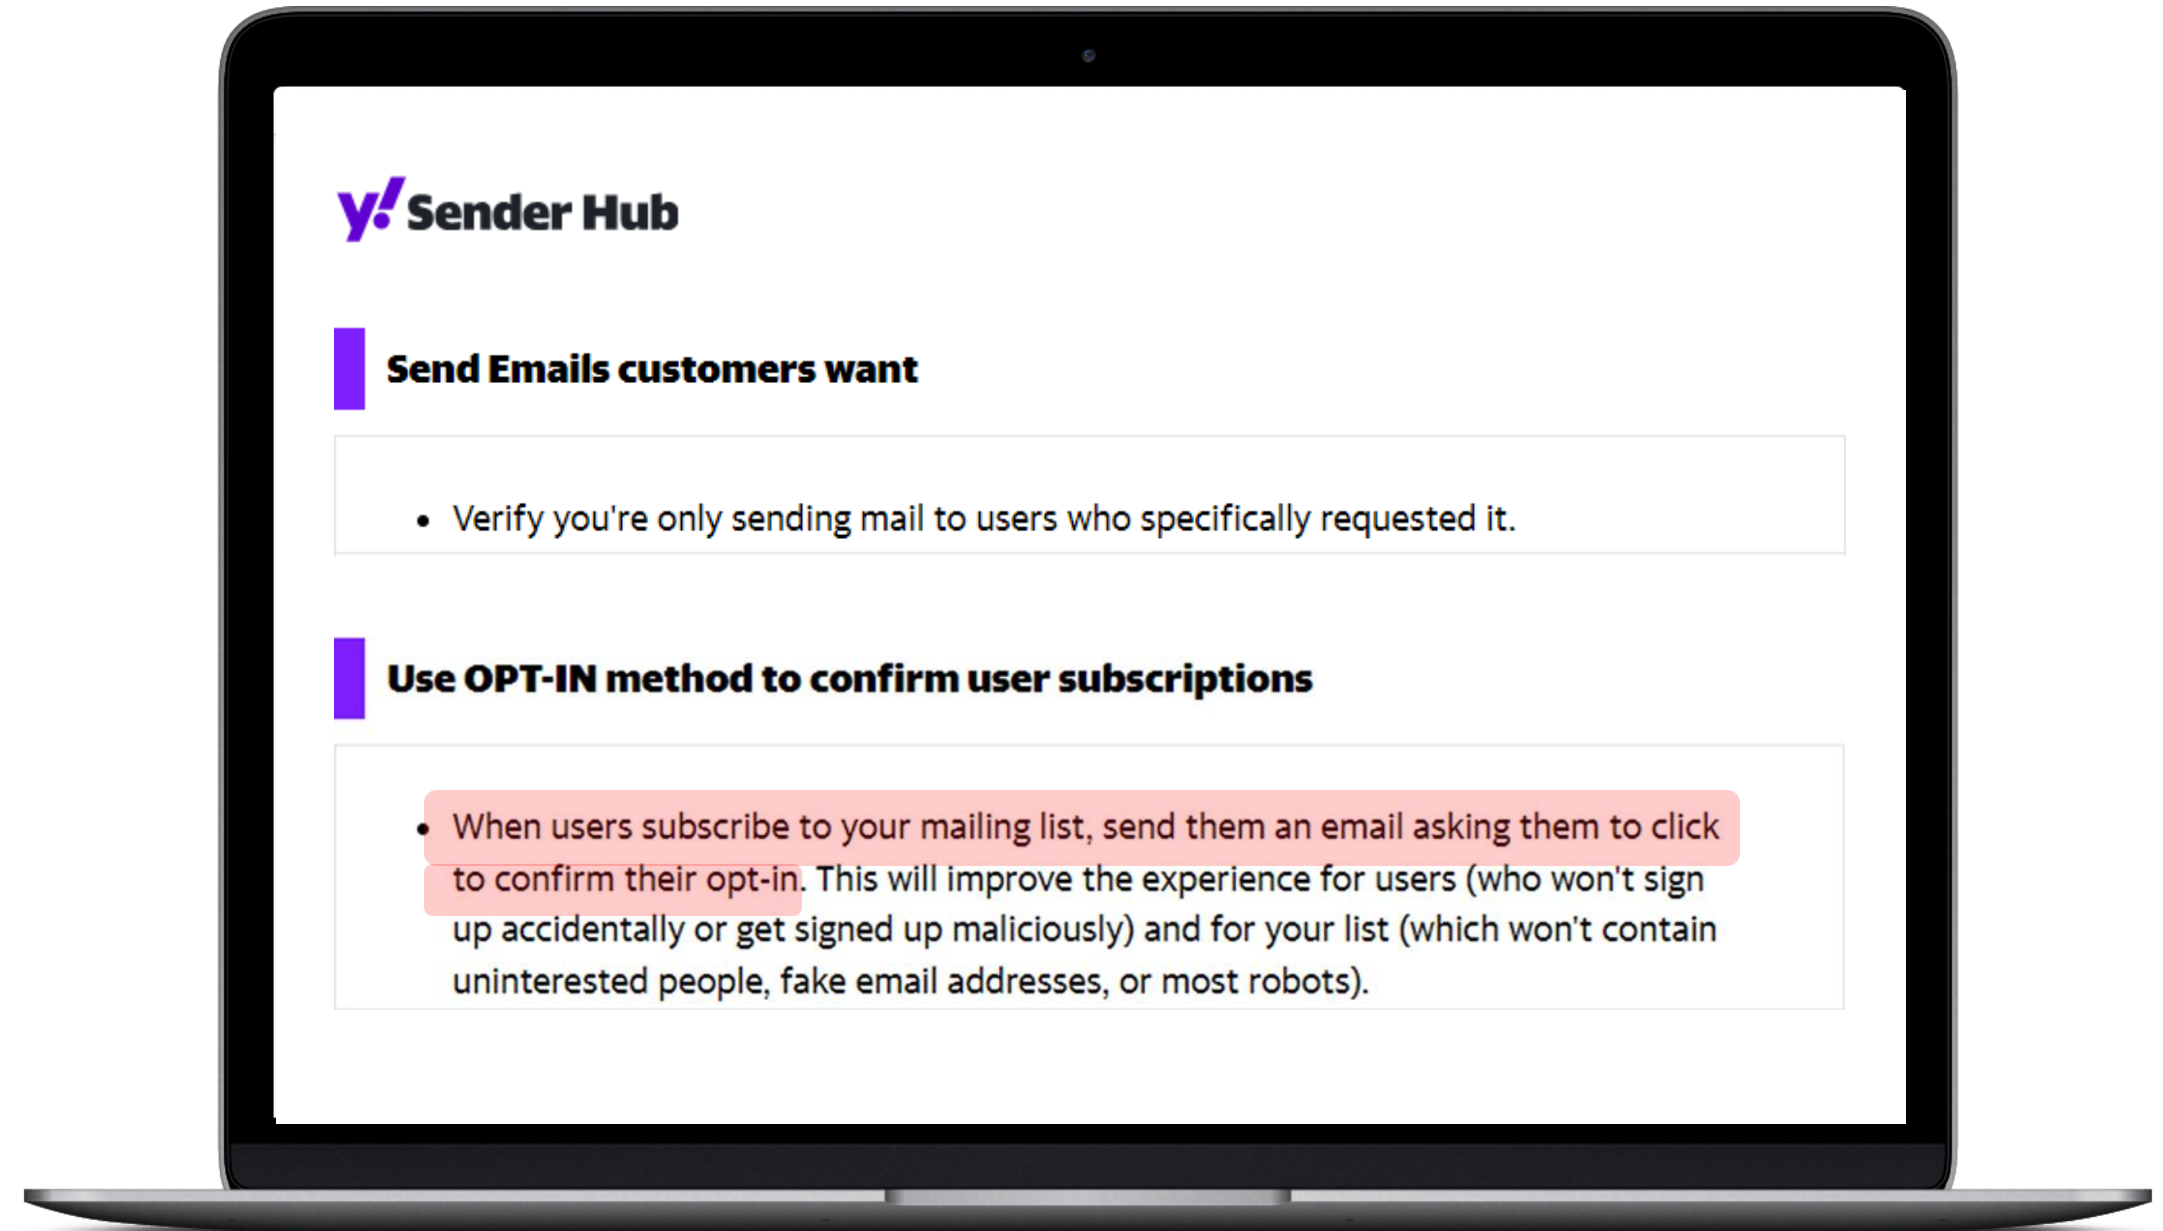 y! Sender Hub
Send Emails customers want
• Verify you're only sending mail to users who specifically requested it.
Use OPT-IN method to confirm user subscriptions
• When users subscribe to your mailing list, send them an email asking them to click
to confirm their opt-in. This will improve the experience for users (who won't sign
up accidentally or get signed up maliciously) and for your list (which won't contain
uninterested people, fake email addresses, or most robots).